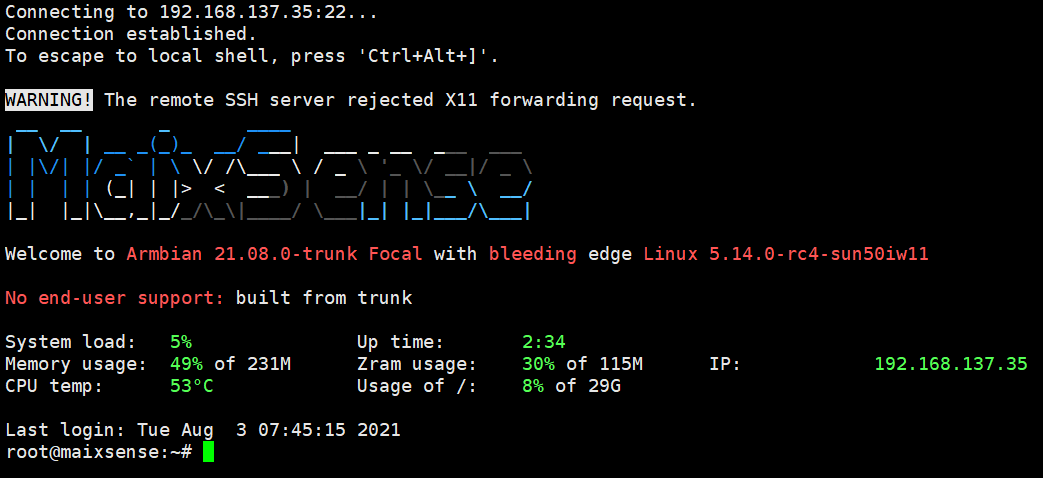 Connecting to 192.168.137.35:22...
Connection established.
To escape to local shell, press 'Ctrl+Alt+]'.
WARNING! The remote SSH server rejected X11 forwarding request.
MaixSense
Welcome to Armbian 21.08.0-trunk Focal with bleeding edge Linux 5.14.0-rc4-sun50iw11
No end-user support: built from trunk
System load: 5% Up time: 2:34
Memory usage: 49% of 231M Zram usage: 30% of 115M IP: 192.168.137.35
CPU temp: 53°C Usage of /: 8% of 29G
Last login: Tue Aug 3 07:45:15 2021
root@maixsense:~#